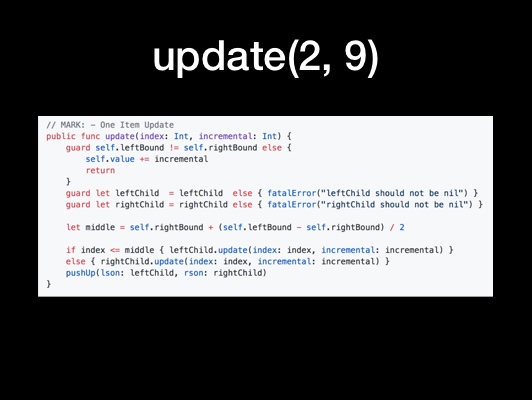 update(2, 9)
// MARK: - One Item Update
public func update(index: Int, incremental: Int) {
guard self.leftBound != self.rightBound else {
self.value += incremental
return
}
guard let leftChild  = leftChild  else { fatalError("leftChild should not be nil") }
guard let rightChild = rightChild else { fatalError("rightChild should not be nil") }
let middle = self.rightBound + (self.leftBound - self.rightBound) / 2
if index <= middle { leftChild.update(index: index, incremental: incremental) }
else { rightChild.update(index: index, incremental: incremental) }
pushUp(lson: leftChild, rson: rightChild)
}